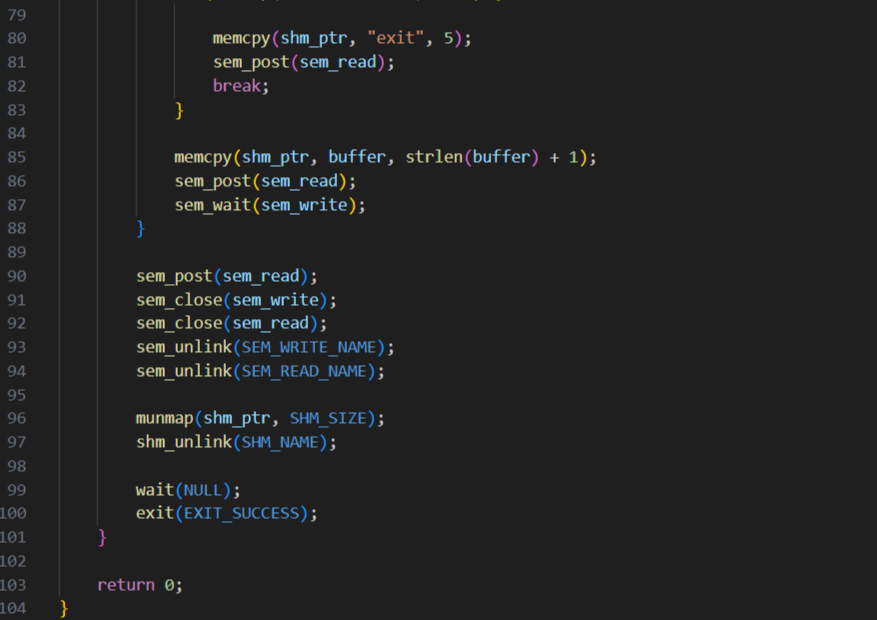 79
80 memcpy(shm_ptr, "exit", 5);
81 sem_post(sem_read);
82 break;
83 }
84
85 memcpy(shm_ptr, buffer, strlen(buffer) + 1);
86 sem_post(sem_read);
87 sem_wait(sem_write);
88 }
89
90 sem_post(sem_read);
91 sem_close(sem_write);
92 sem_close(sem_read);
93 sem_unlink(SEM_WRITE_NAME);
94 sem_unlink(SEM_READ_NAME);
95
96 munmap(shm_ptr, SHM_SIZE);
97 shm_unlink(SHM_NAME);
98
99 wait(NULL);
100 exit(EXIT_SUCCESS);
101 }
102
103 return 0;
104 }